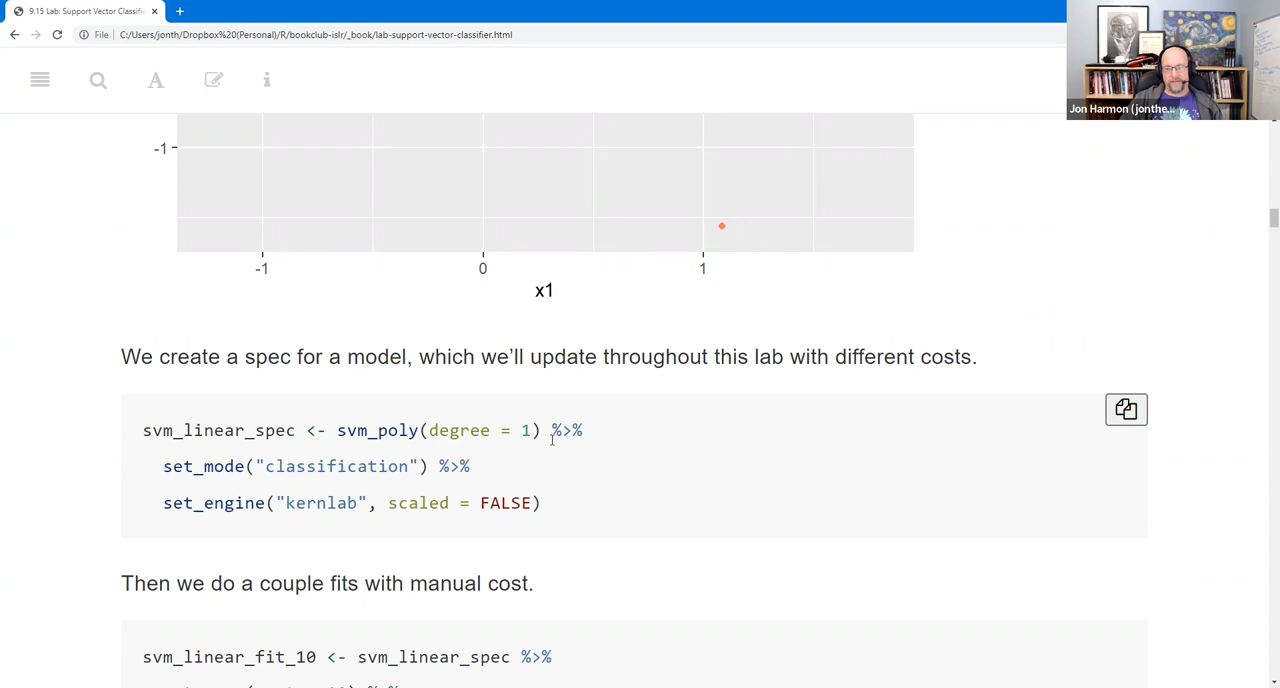 9.15 Lab: Support Vector Classifi
File | C:/Users/jonth/Dropbox%20(Personal)/R/bookclub-islr/_book/lab-support-vector-classifier.html
Jon Harmon (jonthe...
-1
-1 0 1
x1
We create a spec for a model, which we’ll update throughout this lab with different costs.
svm_linear_spec <- svm_poly(degree = 1) %>%
set_mode("classification") %>%
set_engine("kernlab", scaled = FALSE)
Then we do a couple fits with manual cost.
svm_linear_fit_10 <- svm_linear_spec %>%